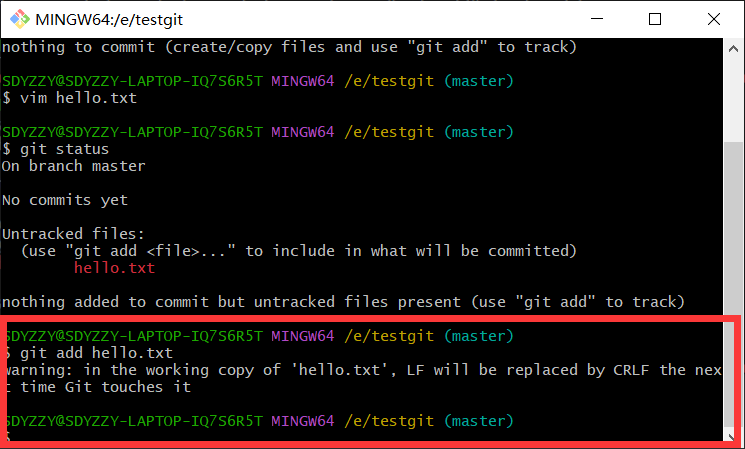 MINGW64:/e/testgit
nothing to commit (create/copy files and use "git add" to track)
SDYZZY@SDYZZY-LAPTOP-IQ7S6R5T MINGW64 /e/testgit (master)
$ vim hello.txt
SDYZZY@SDYZZY-LAPTOP-IQ7S6R5T MINGW64 /e/testgit (master)
$ git status
On branch master
No commits yet
Untracked files:
(use "git add <file>..." to include in what will be committed)
hello.txt
nothing added to commit but untracked files present (use "git add" to track)
SDYZZY@SDYZZY-LAPTOP-IQ7S6R5T MINGW64 /e/testgit (master)
$ git add hello.txt
warning: in the working copy of 'hello.txt', LF will be replaced by CRLF the nex
t time Git touches it
SDYZZY@SDYZZY-LAPTOP-IQ7S6R5T MINGW64 /e/testgit (master)
$